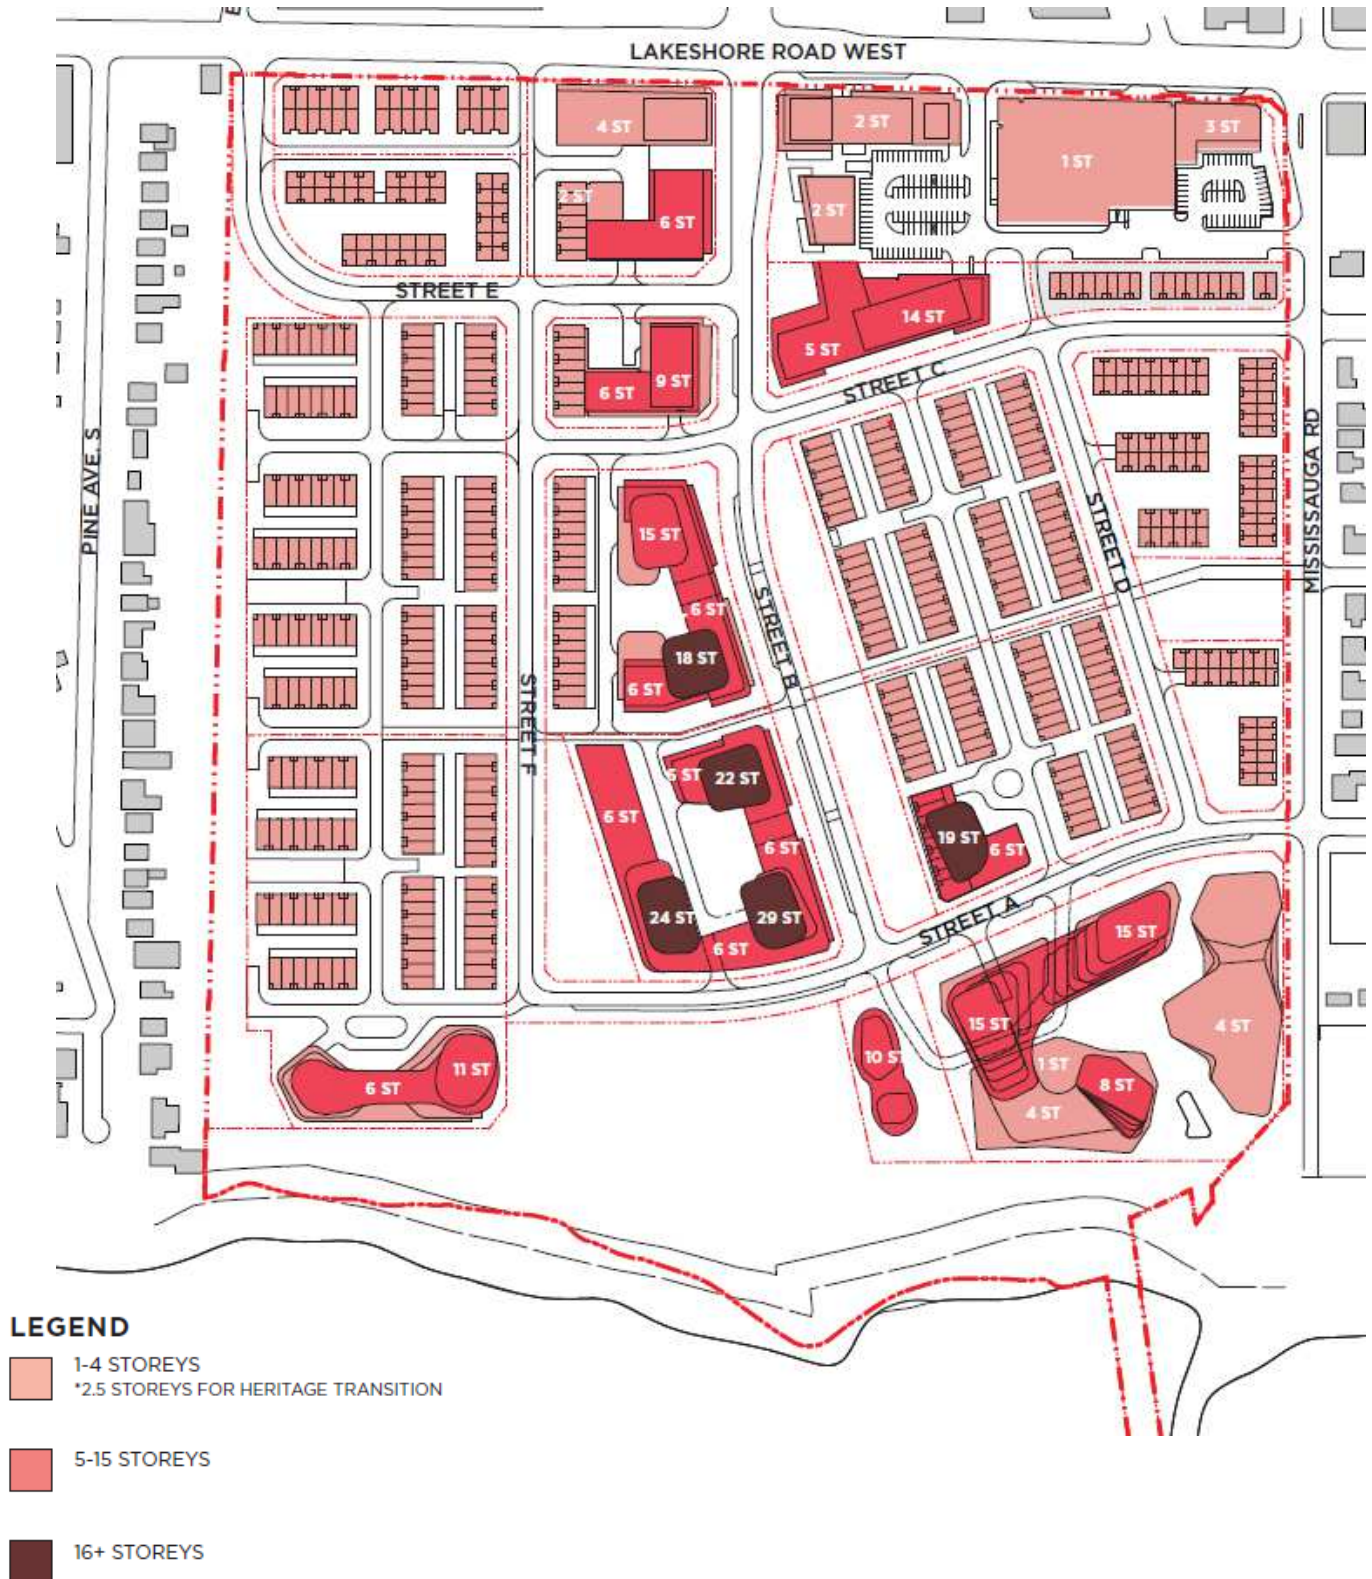 LAKESHORE ROAD WEST
4 ST
2 ST
1 ST
3 ST
2 ST
6 ST
2 ST
STREET E
14 ST
5 ST
STREET C
6 ST
9 ST
PINE AVE. S
MISSISSAUGA RD
STREET D
15 ST
6 ST
STREET B
18 ST
6 ST
STREET F
6 ST
22 ST
6 ST
6 ST
19 ST
6 ST
24 ST
29 ST
6 ST
STREET A
15 ST
15 ST
4 ST
10 ST
1 ST
8 ST
4 ST
11 ST
6 ST
LEGEND
1-4 STOREYS
*2.5 STOREYS FOR HERITAGE TRANSITION
5-15 STOREYS
16+ STOREYS